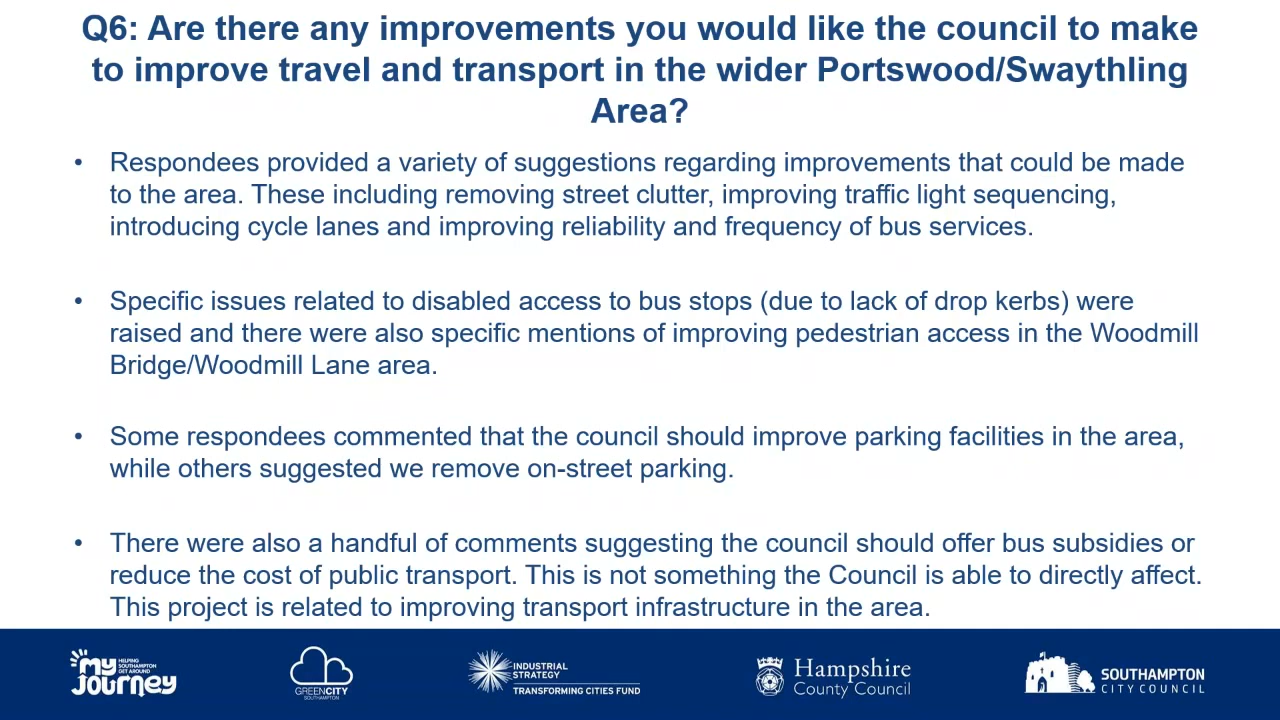 Q6: Are there any improvements you would like the council to make
to improve travel and transport in the wider Portswood/Swaythling
Area?
• Respondees provided a variety of suggestions regarding improvements that could be made
to the area. These including removing street clutter, improving traffic light sequencing,
introducing cycle lanes and improving reliability and frequency of bus services.
• Specific issues related to disabled access to bus stops (due to lack of drop kerbs) were
raised and there were also specific mentions of improving pedestrian access in the Woodmill
Bridge/Woodmill Lane area.
• Some respondees commented that the council should improve parking facilities in the area,
while others suggested we remove on-street parking.
• There were also a handful of comments suggesting the council should offer bus subsidies or
reduce the cost of public transport. This is not something the Council is able to directly affect.
This project is related to improving transport infrastructure in the area.
my
HELPING
SOUTHAMPTON
GET AROUND
JOURNEY
GREENCITY
SOUTHAMPTON
INDUSTRIAL
STRATEGY
TRANSFORMING CITIES FUND
Hampshire
County Council
SOUTHAMPTON
CITY COUNCIL